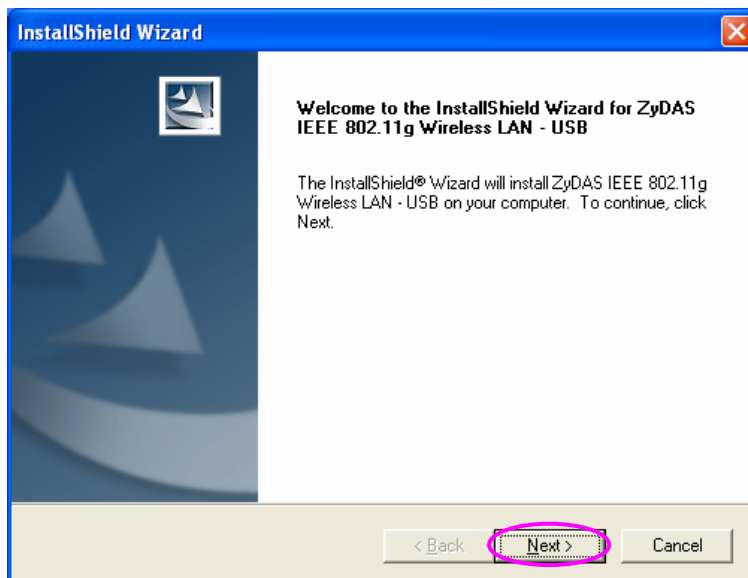 InstallShield Wizard
Welcome to the InstallShield Wizard for ZyDAS
IEEE 802.11g Wireless LAN - USB
The InstallShield® Wizard will install ZyDAS IEEE 802.11g
Wireless LAN - USB on your computer. To continue, click
Next.
< Back Next > Cancel